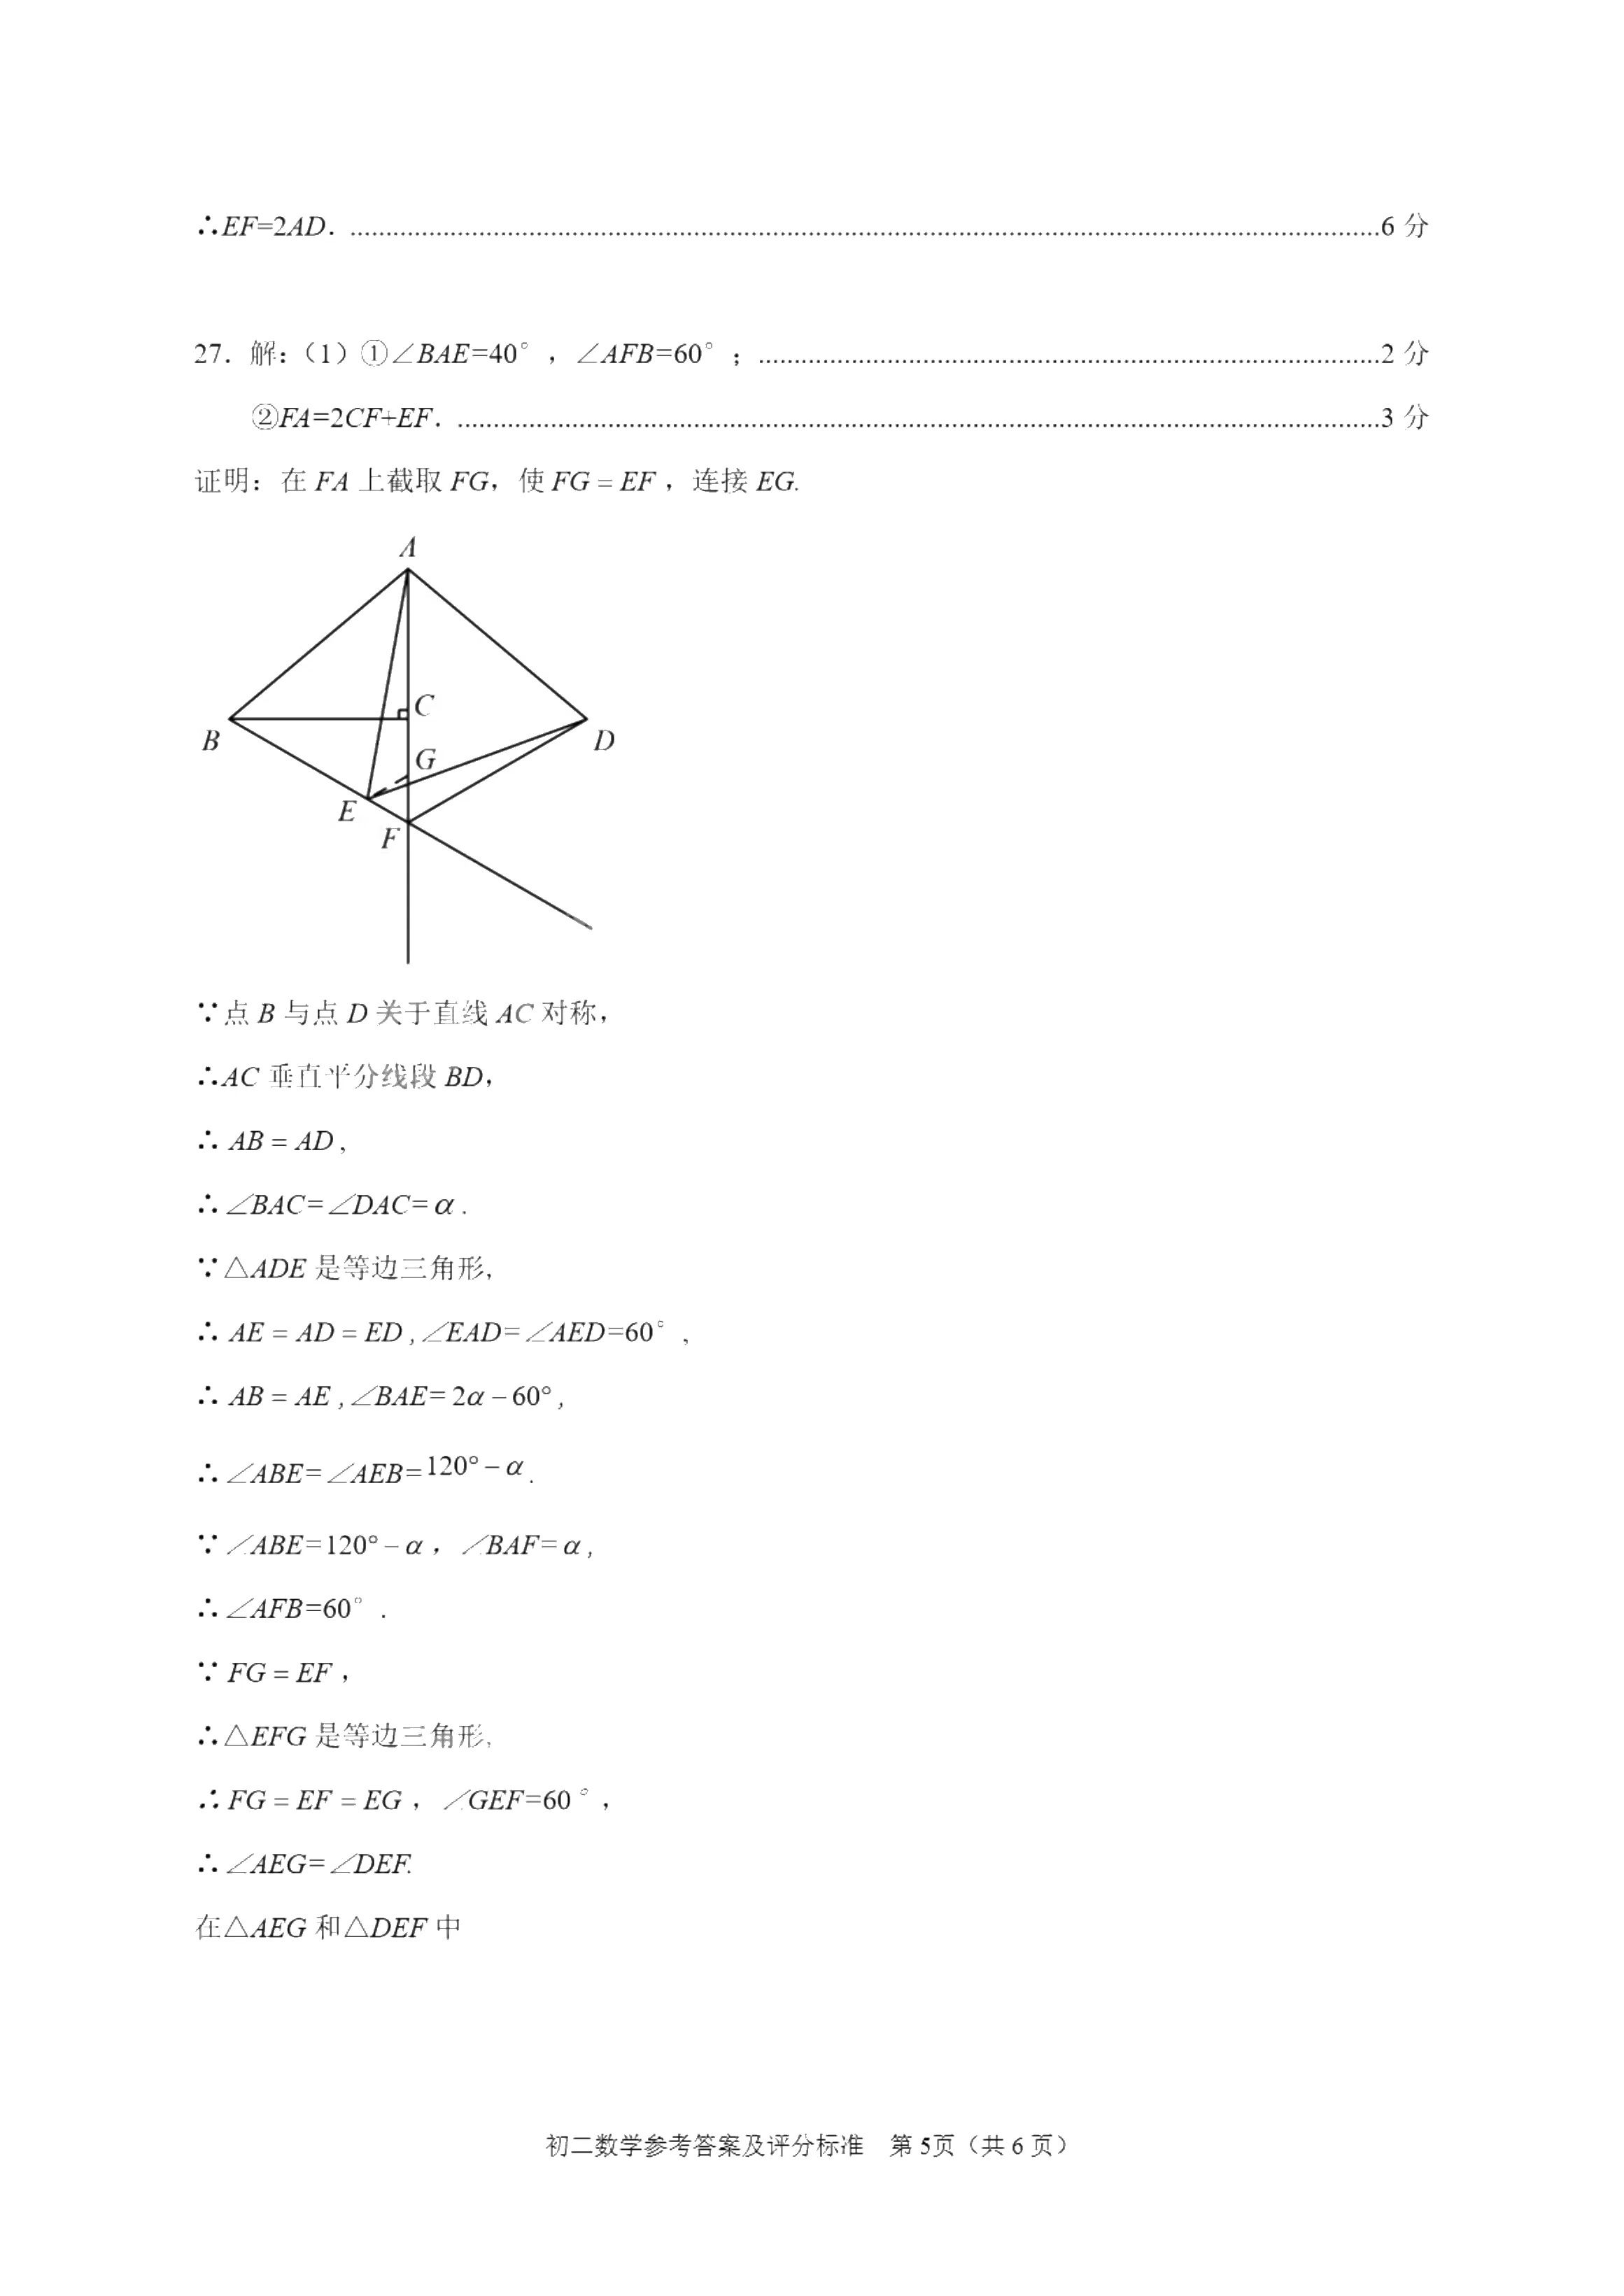 ∴EF=2AD．………………………………6 分
27．解：（1）①∠BAE=40°，∠AFB=60°；………………………………2 分
②FA=2CF+EF．………………………………3 分
证明：在 FA 上截取 FG，使 FG = EF ，连接 EG.
A
C
B
D
G
E
F
∵点 B 与点 D 关于直线 AC 对称，
∴AC 垂直平分线段 BD，
∴ AB = AD ,
∴∠BAC=∠DAC=α .
∵△ADE 是等边三角形,
∴ AE = AD = ED ,∠EAD=∠AED=60°,
∴ AB = AE ,∠BAE= 2α – 60°,
∴∠ABE=∠AEB=120° – α .
∵∠ABE=120° – α ，∠BAF=α ,
∴∠AFB=60°.
∵ FG = EF ，
∴△EFG 是等边三角形,
∴FG = EF = EG ，∠GEF=60 °，
∴∠AEG=∠DEF.
在△AEG 和△DEF 中
初二数学参考答案及评分标准 第 5页（共 6 页）